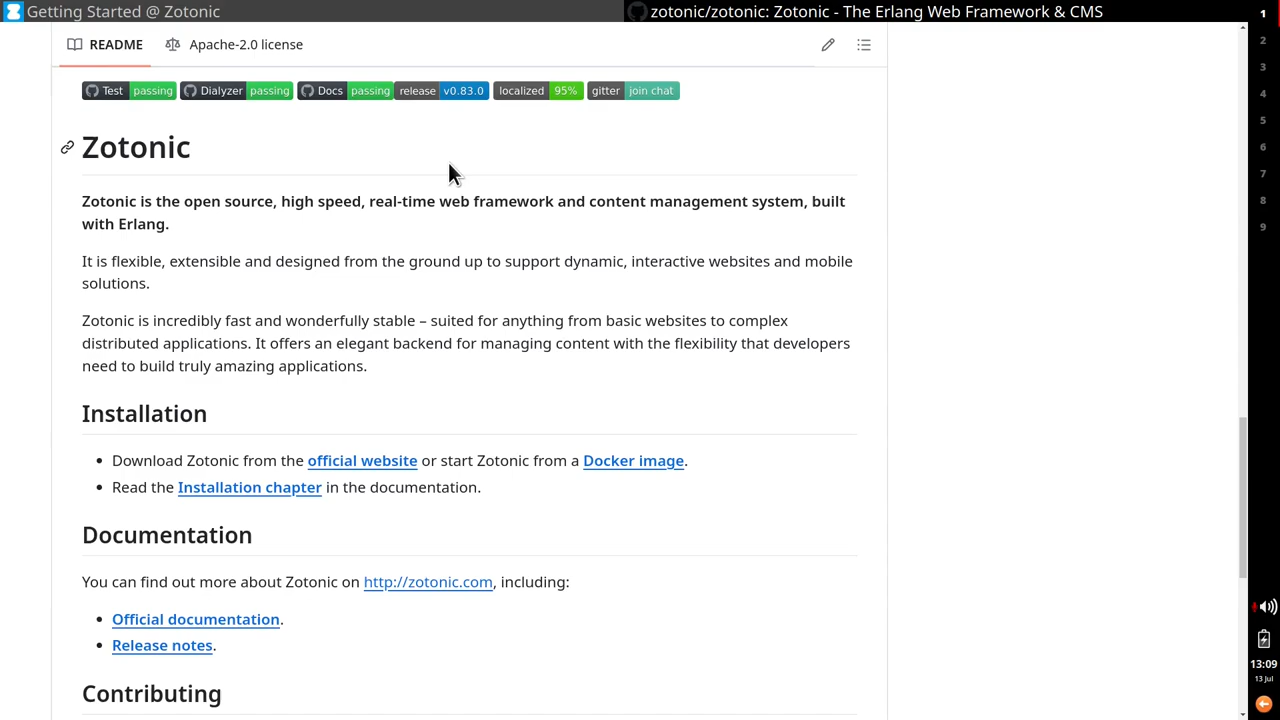 Getting Started @ Zotonic
zotonic/zotonic: Zotonic - The Erlang Web Framework & CMS
README
Apache-2.0 license
Test passing Dialyzer passing Docs passing release v0.83.0 localized 95% gitter join chat
Zotonic
Zotonic is the open source, high speed, real-time web framework and content management system, built
with Erlang.
It is flexible, extensible and designed from the ground up to support dynamic, interactive websites and mobile
solutions.
Zotonic is incredibly fast and wonderfully stable – suited for anything from basic websites to complex
distributed applications. It offers an elegant backend for managing content with the flexibility that developers
need to build truly amazing applications.
Installation
• Download Zotonic from the official website or start Zotonic from a Docker image.
• Read the Installation chapter in the documentation.
Documentation
You can find out more about Zotonic on http://zotonic.com, including:
• Official documentation.
• Release notes.
Contributing
1
2
3
4
5
6
7
8
9
13:09
13 Jul